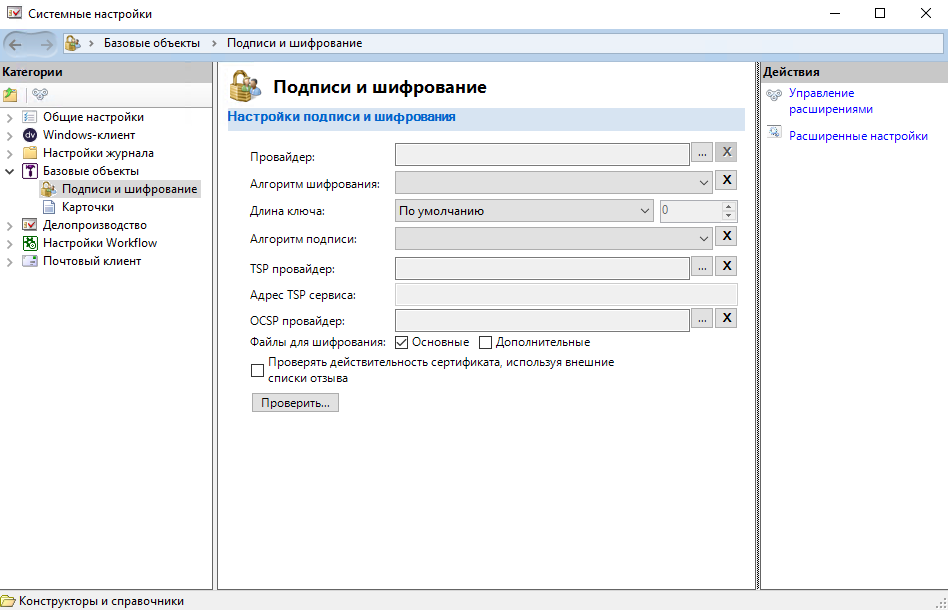 Системные настройки
Базовые объекты
Подписи и шифрование
Категории
Общие настройки
Windows-клиент
Настройки журнала
Базовые объекты
Подписи и шифрование
Карточки
Делопроизводство
Настройки Workflow
Почтовый клиент
Подписи и шифрование
Настройки подписи и шифрования
Провайдер: ... X
Алгоритм шифрования: X
Длина ключа: По умолчанию 0
Алгоритм подписи: X
TSP провайдер: ... X
Адрес TSP сервиса:
OCSP провайдер: ... X
Файлы для шифрования: Основные Дополнительные
Проверять действительность сертификата, используя внешние
списки отзыва
Проверить...
Действия
Управление
расширениями
Расширенные настройки
Конструкторы и справочники